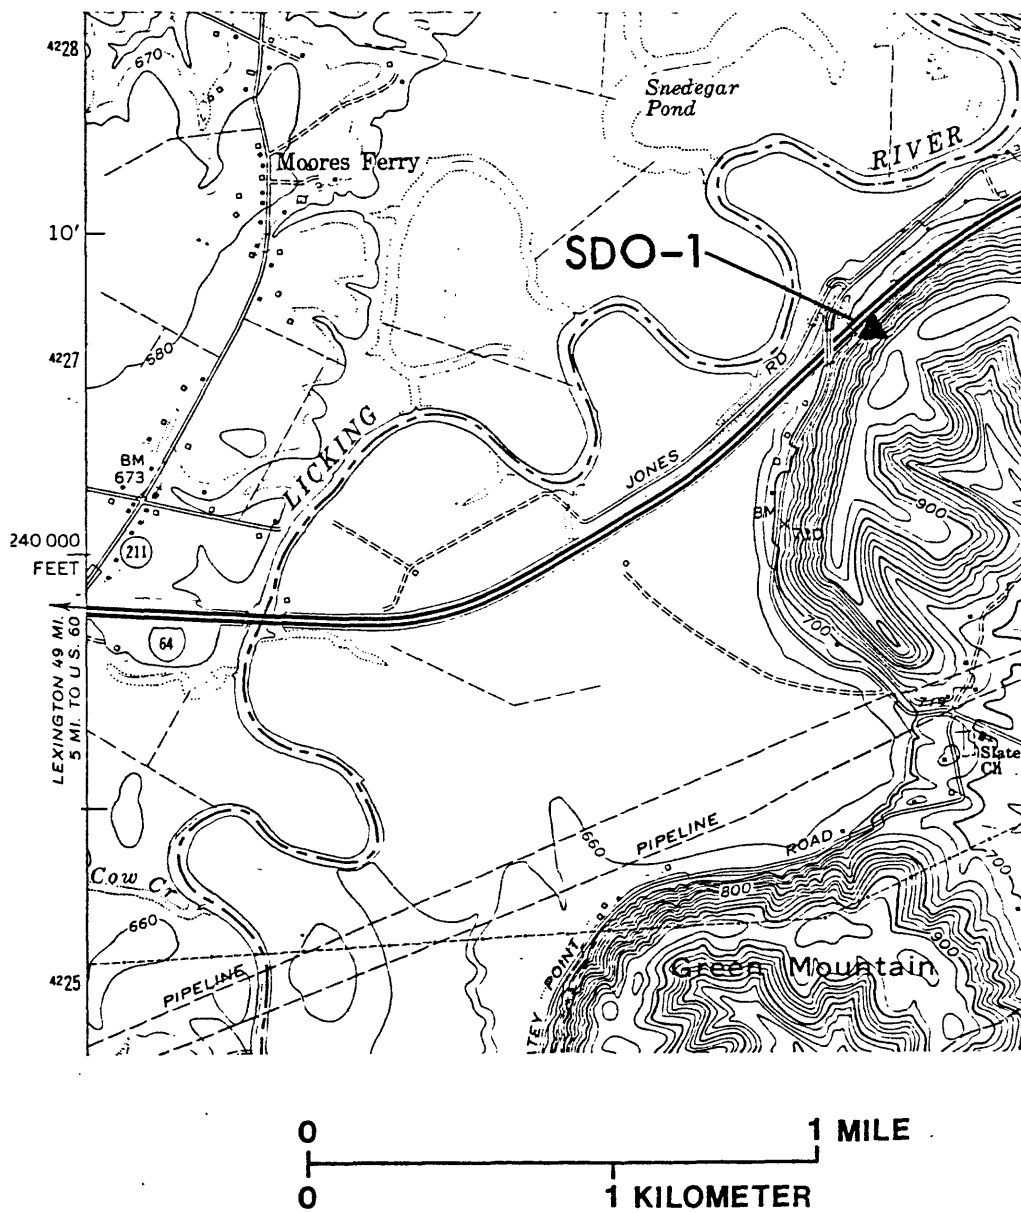 4228
670
Snedegar
Pond
RIVER
Moores Ferry
10'
SDO-1
4227
680
RD
LICKING
BM
673
JONES
BM X
710
900
240 000
FEET
211
64
700
LEXINGTON 49 MI.
5 MI. TO U.S. 60
Slate
Ch
PIPELINE
660
ROAD
700
800
Cow Cr
660
900
4225
PIPELINE
POINT
Green Mountain
0
1 MILE
0
1 KILOMETER